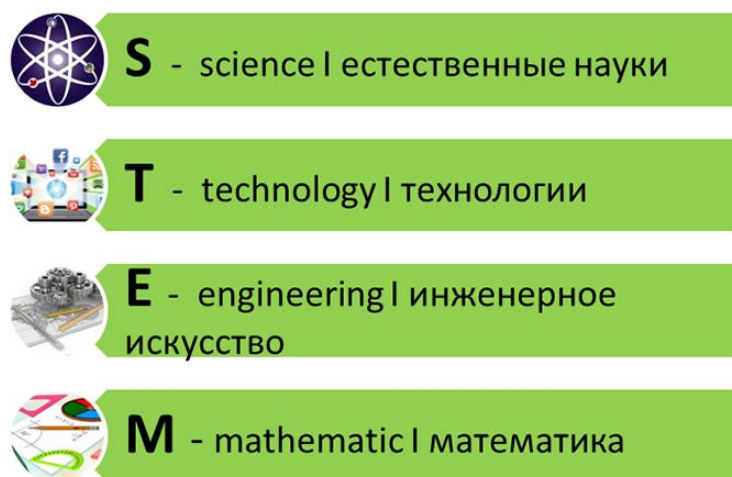 S - science I естественные науки
T - technology I технологии
E - engineering I инженерное
искусство
M - mathematic I математика